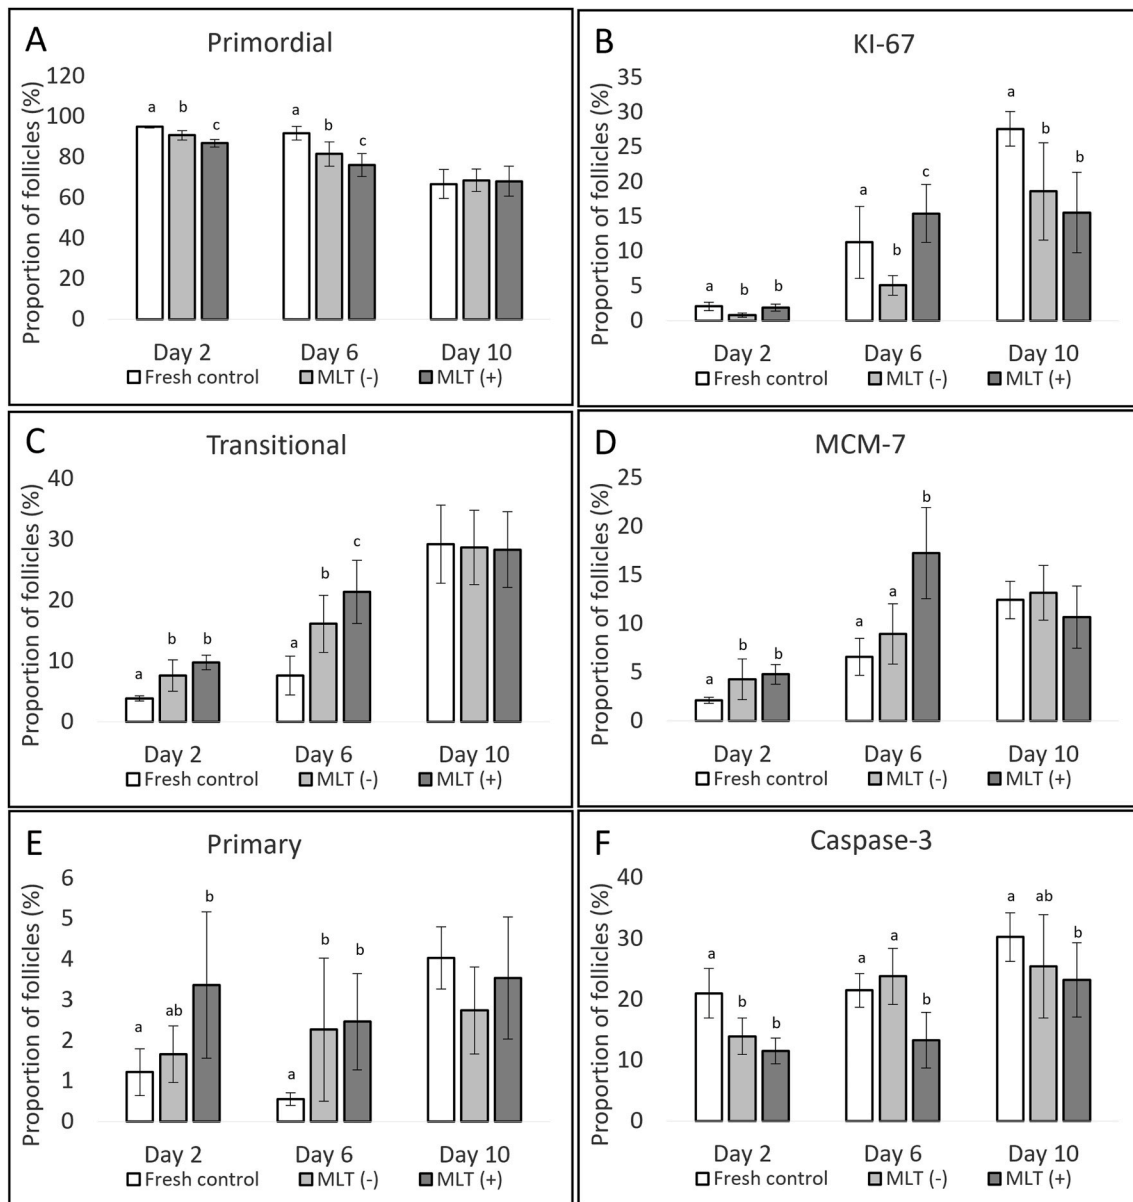 A
Primordial
Proportion of follicles (%)
120
100
80
60
40
20
0
a b c
a b c
Day 2 Day 6 Day 10
Fresh control MLT (-) MLT (+)
B
KI-67
Proportion of follicles (%)
35
30
25
20
15
10
5
0
a b b
a b c
a b b
Day 2 Day 6 Day 10
Fresh control MLT (-) MLT (+)
C
Transitional
Proportion of follicles (%)
40
30
20
10
0
a b b
a b c
Day 2 Day 6 Day 10
Fresh control MLT (-) MLT (+)
D
MCM-7
Proportion of follicles (%)
25
20
15
10
5
0
a b b
a a b
Day 2 Day 6 Day 10
Fresh control MLT (-) MLT (+)
E
Primary
Proportion of follicles (%)
6
5
4
3
2
1
0
a ab b
a b b
Day 2 Day 6 Day 10
Fresh control MLT (-) MLT (+)
F
Caspase-3
Proportion of follicles (%)
40
30
20
10
0
a b b
a a b
a ab b
Day 2 Day 6 Day 10
Fresh control MLT (-) MLT (+)